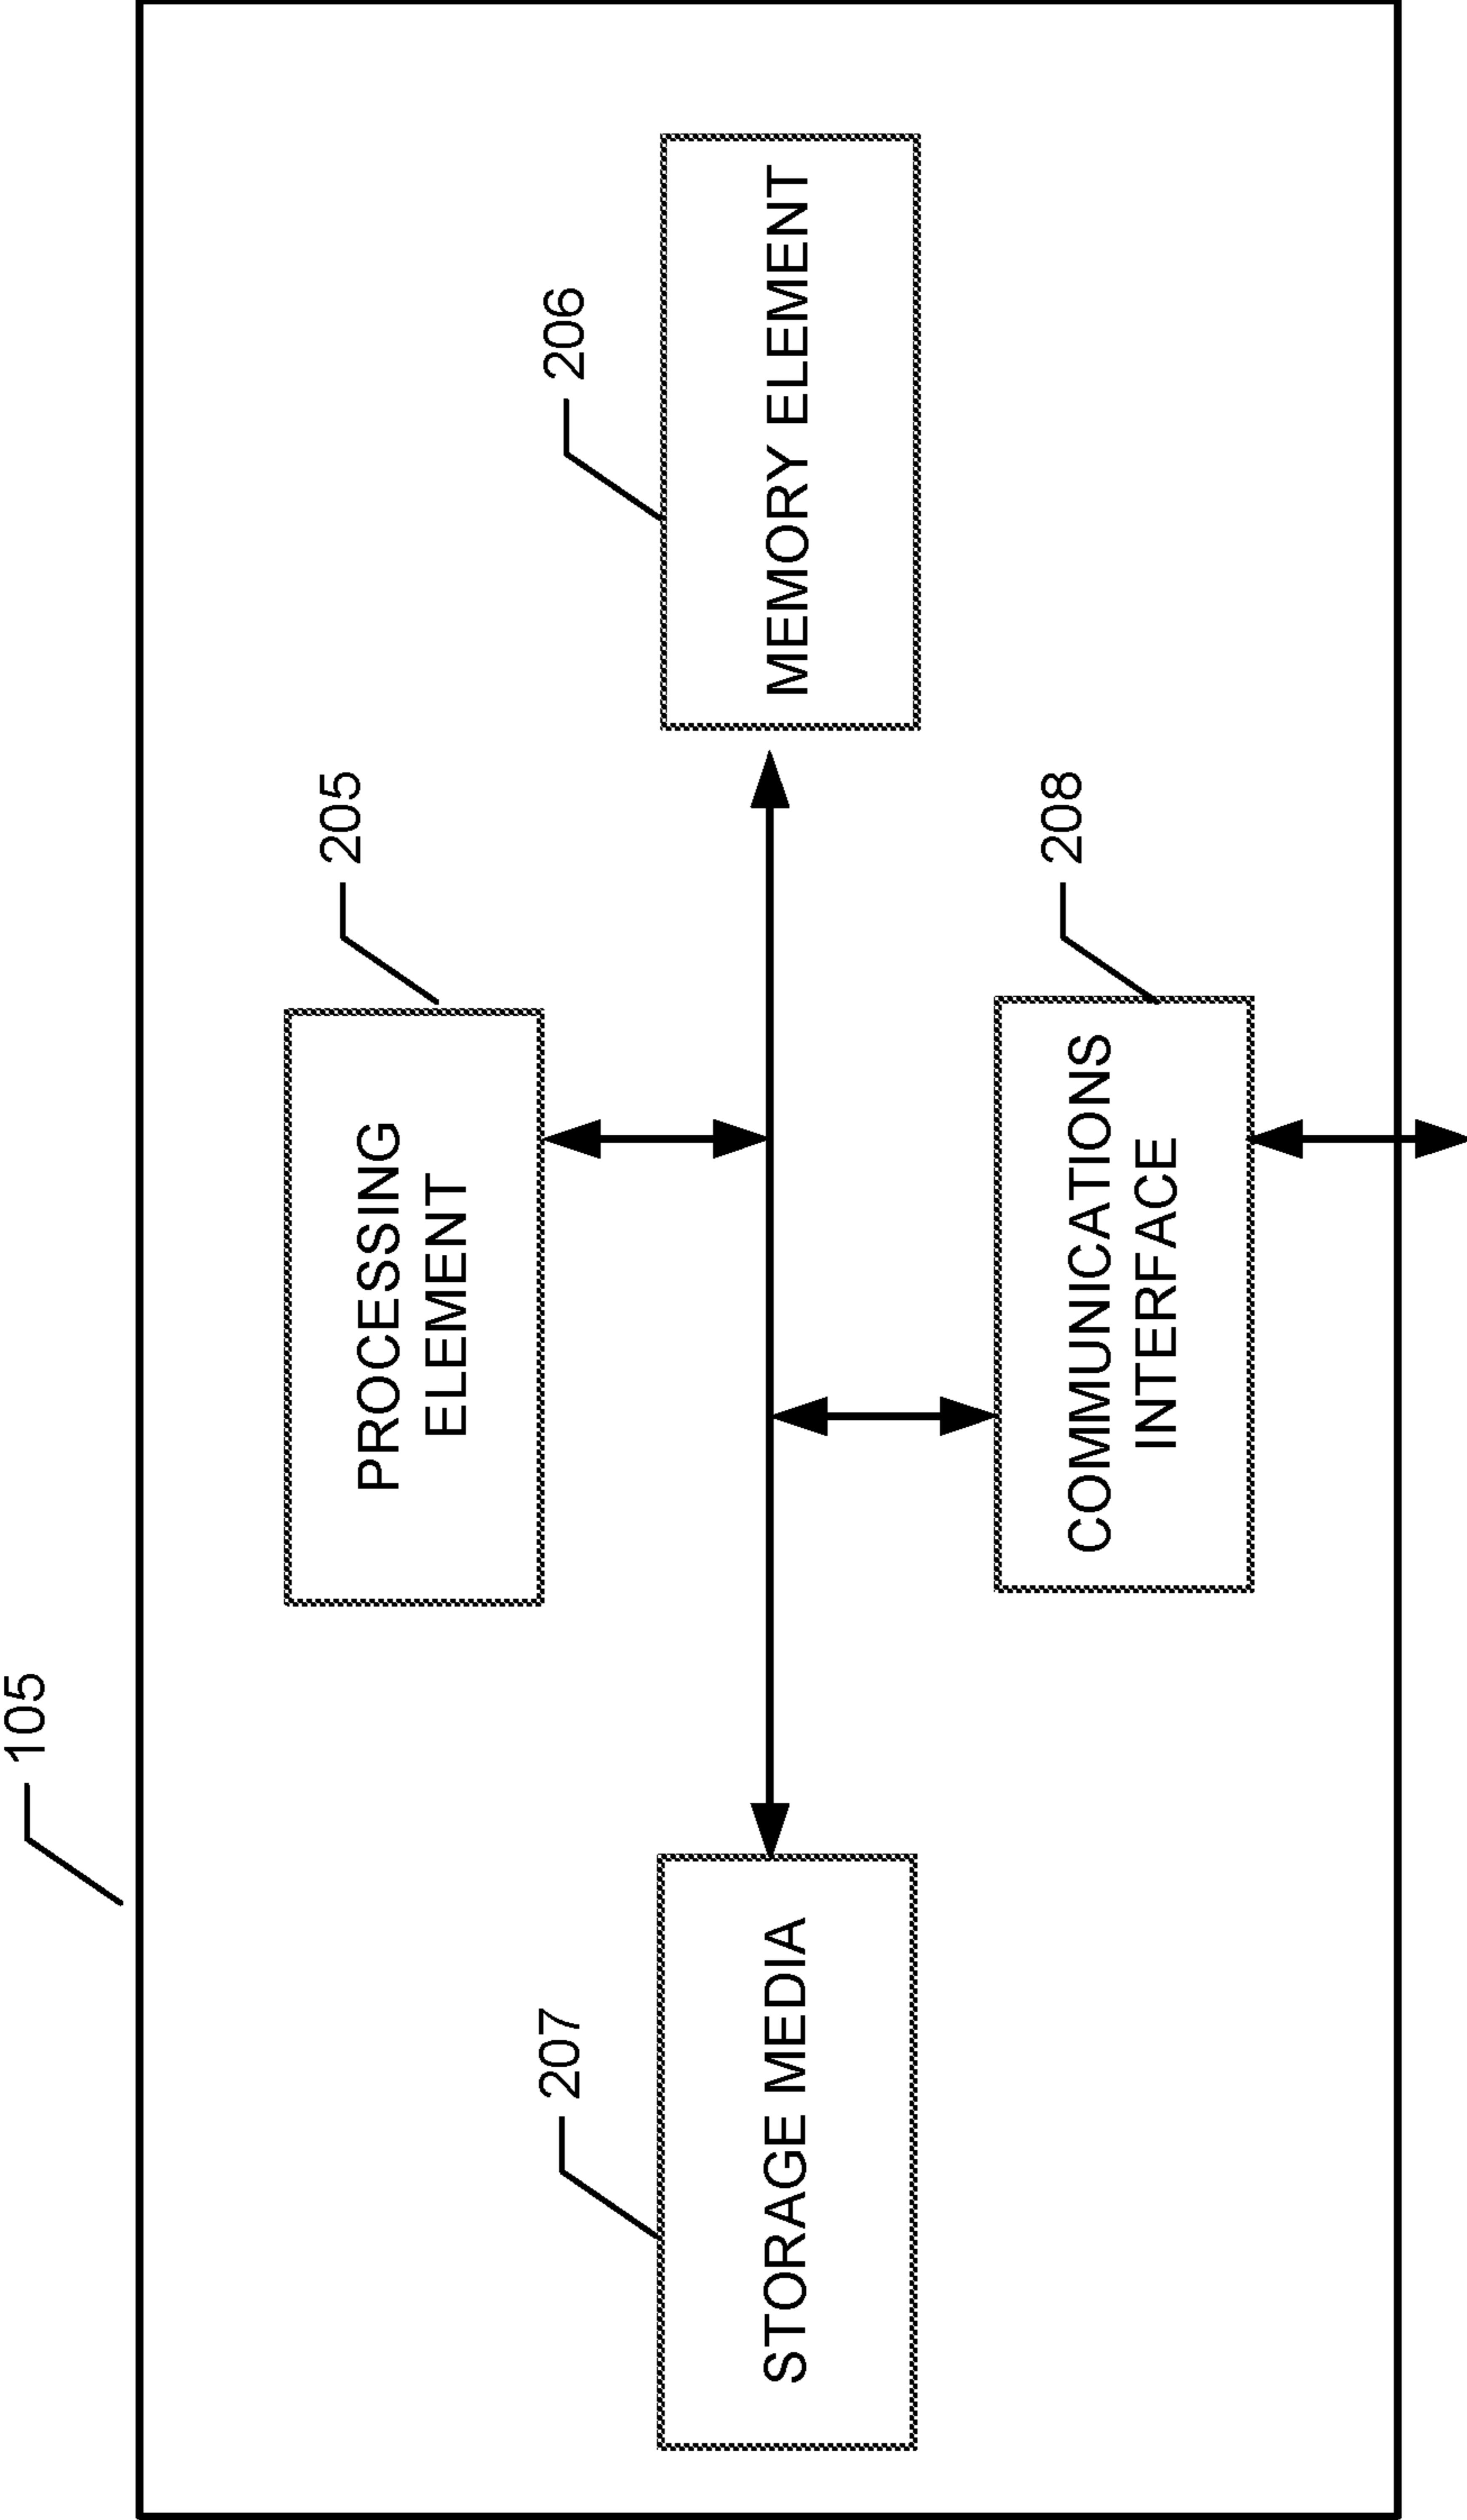 105
205
PROCESSING
ELEMENT
207
206
STORAGE MEDIA
MEMORY ELEMENT
208
COMMUNICATIONS
INTERFACE